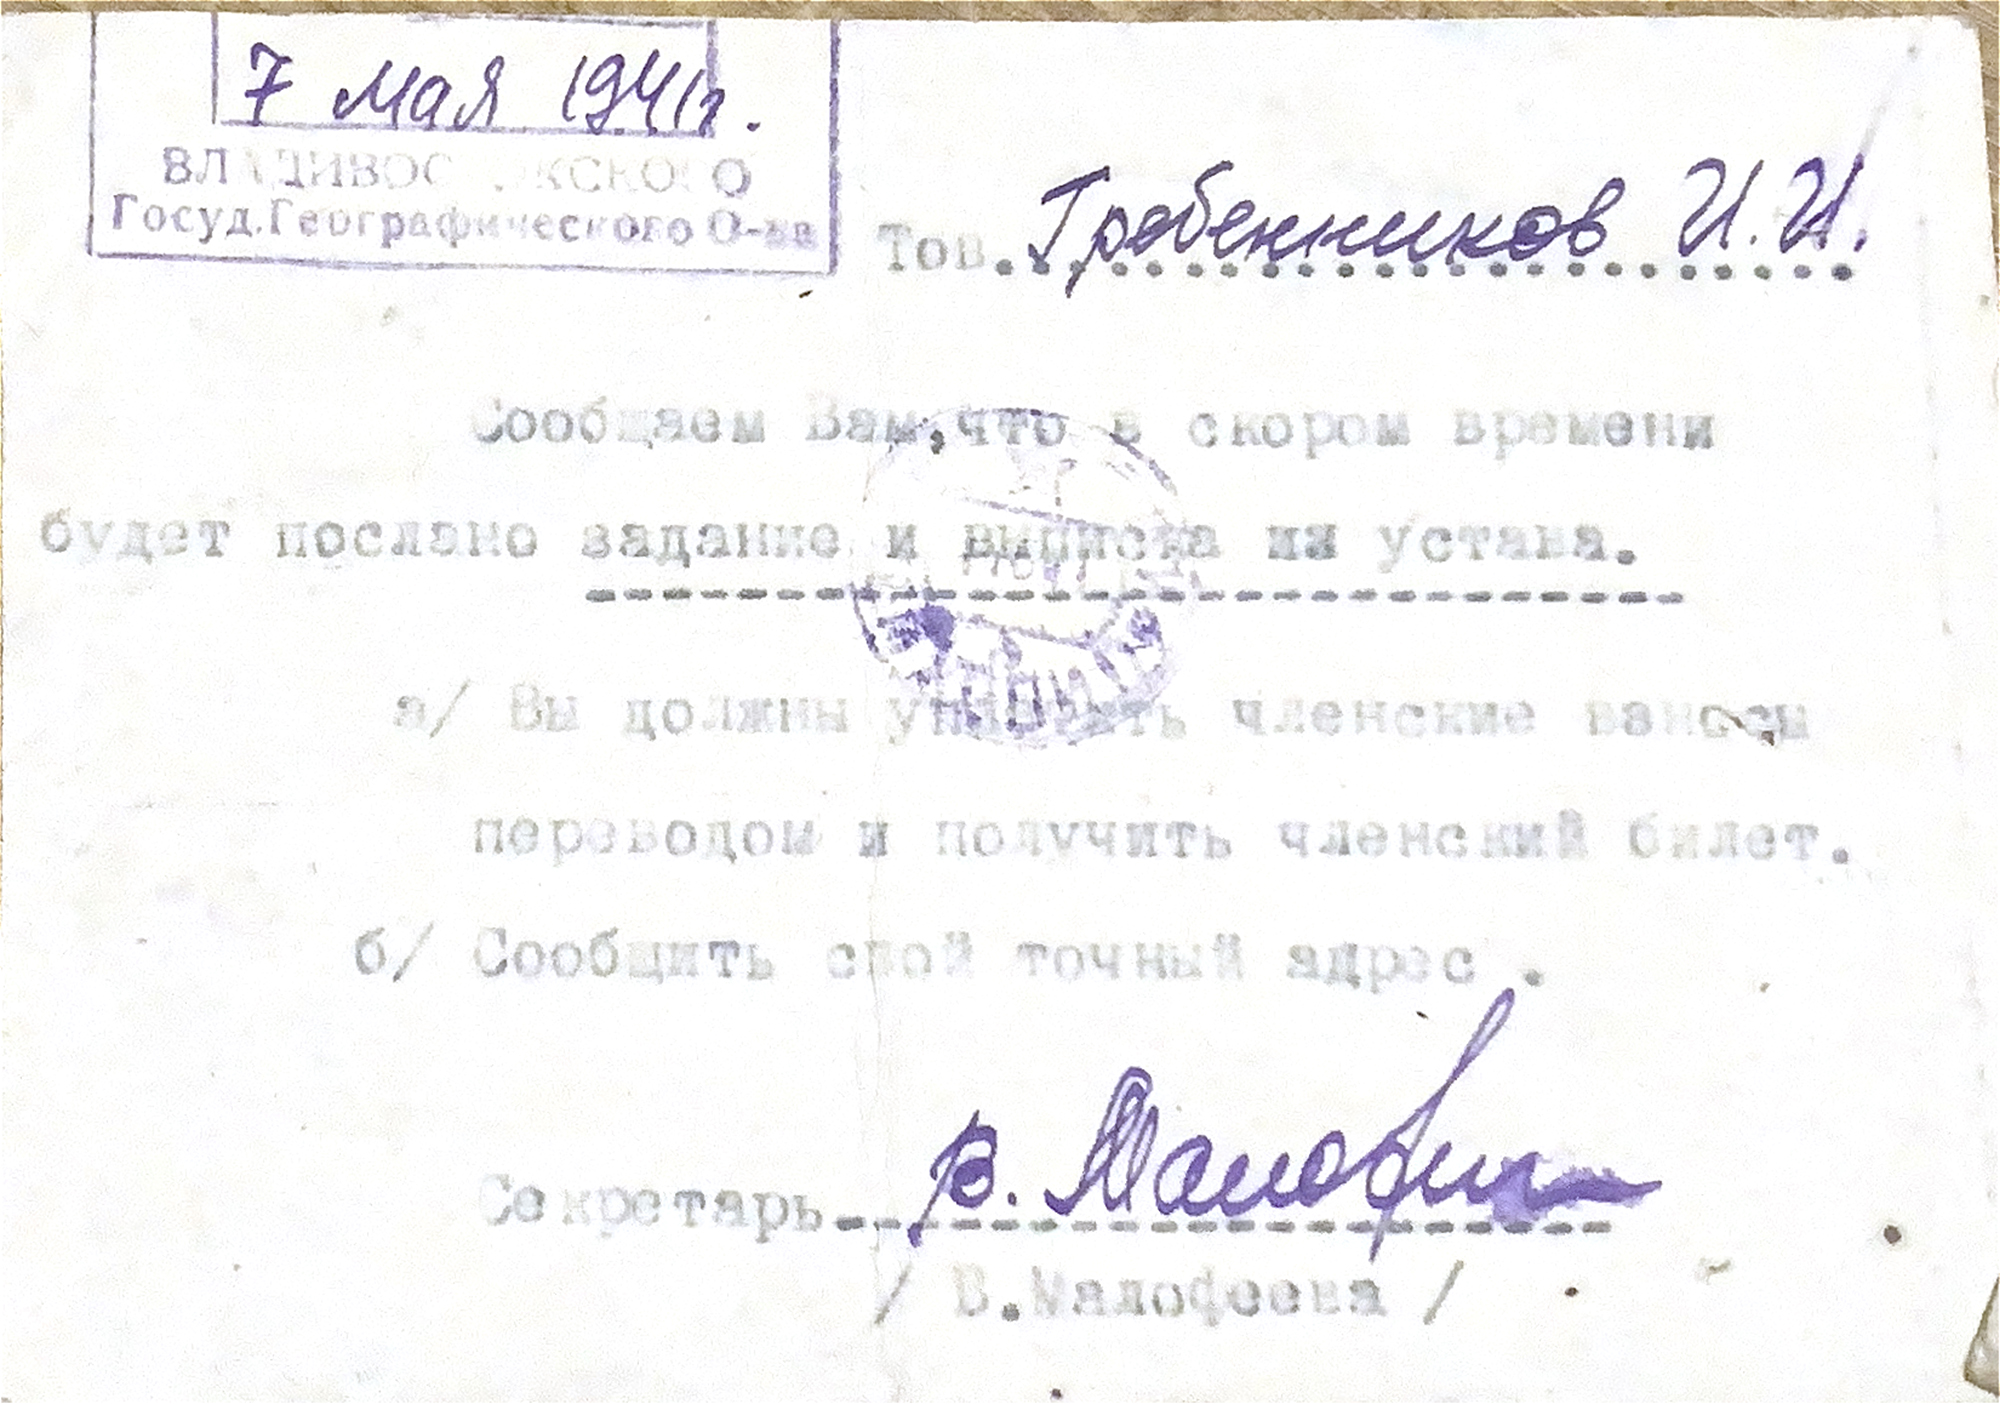 7 мая 1941г.
ВЛАДИВОСТОКСКОГО
Госуд.Географического О-ва
Тов. Гребенников И.И.
Сообщаем Вам,что в скором времени
будет послано задание и выписка из устава.
а/ Вы должны уплатить членские взносы
переводом и получить членский билет.
б/ Сообщить свой точный адрес .
Секретарь В. Малофеева
/ В.Малофеева /